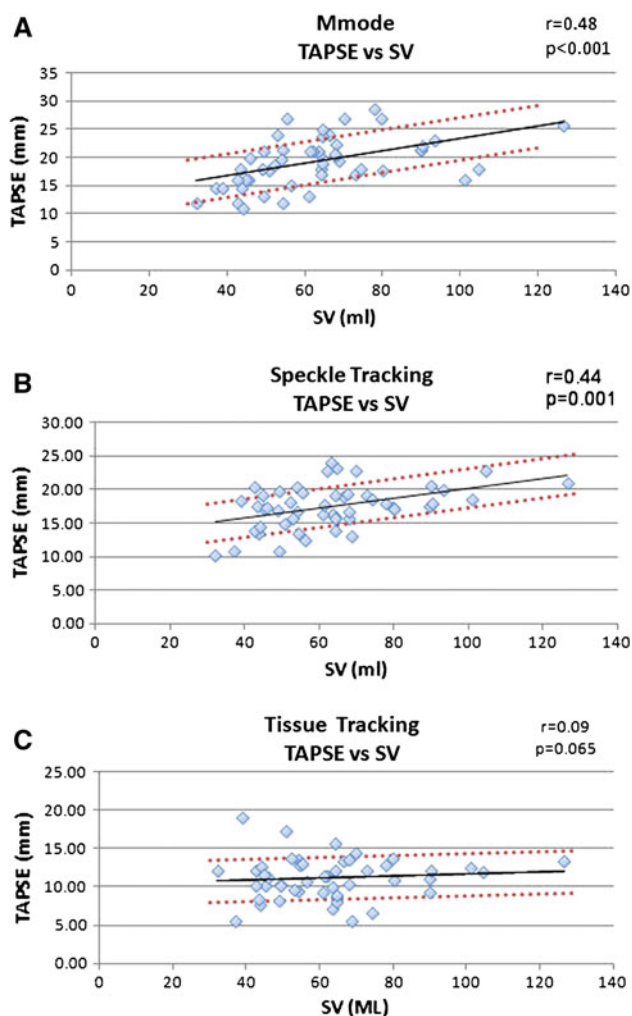 A
Mmode
TAPSE vs SV
r=0.48
p<0.001
35
30
25
20
15
10
5
0
TAPSE (mm)
0 20 40 60 80 100 120 140
SV (ml)
B
Speckle Tracking
TAPSE vs SV
r=0.44
p=0.001
30.00
25.00
20.00
15.00
10.00
5.00
0.00
TAPSE (mm)
0 20 40 60 80 100 120 140
SV (ml)
C
Tissue Tracking
TAPSE vs SV
r=0.09
p=0.065
25.00
20.00
15.00
10.00
5.00
0.00
TAPSE (mm)
0 20 40 60 80 100 120 140
SV (ML)